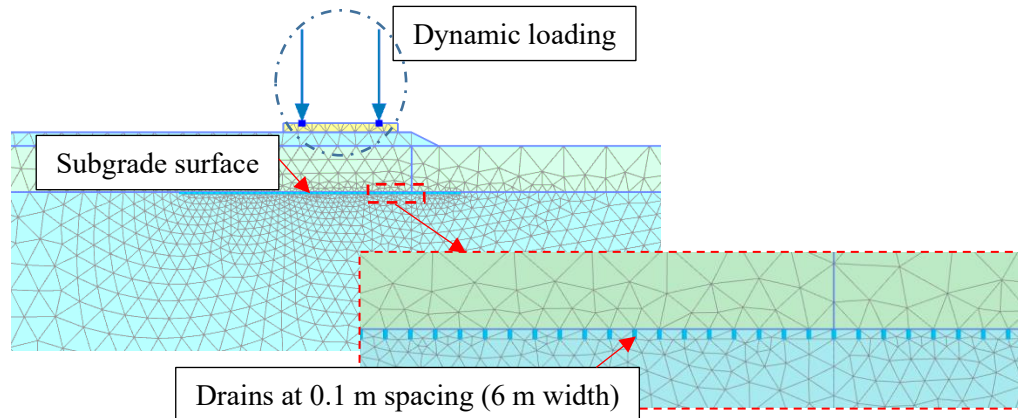 Dynamic loading
Subgrade surface
Drains at 0.1 m spacing (6 m width)